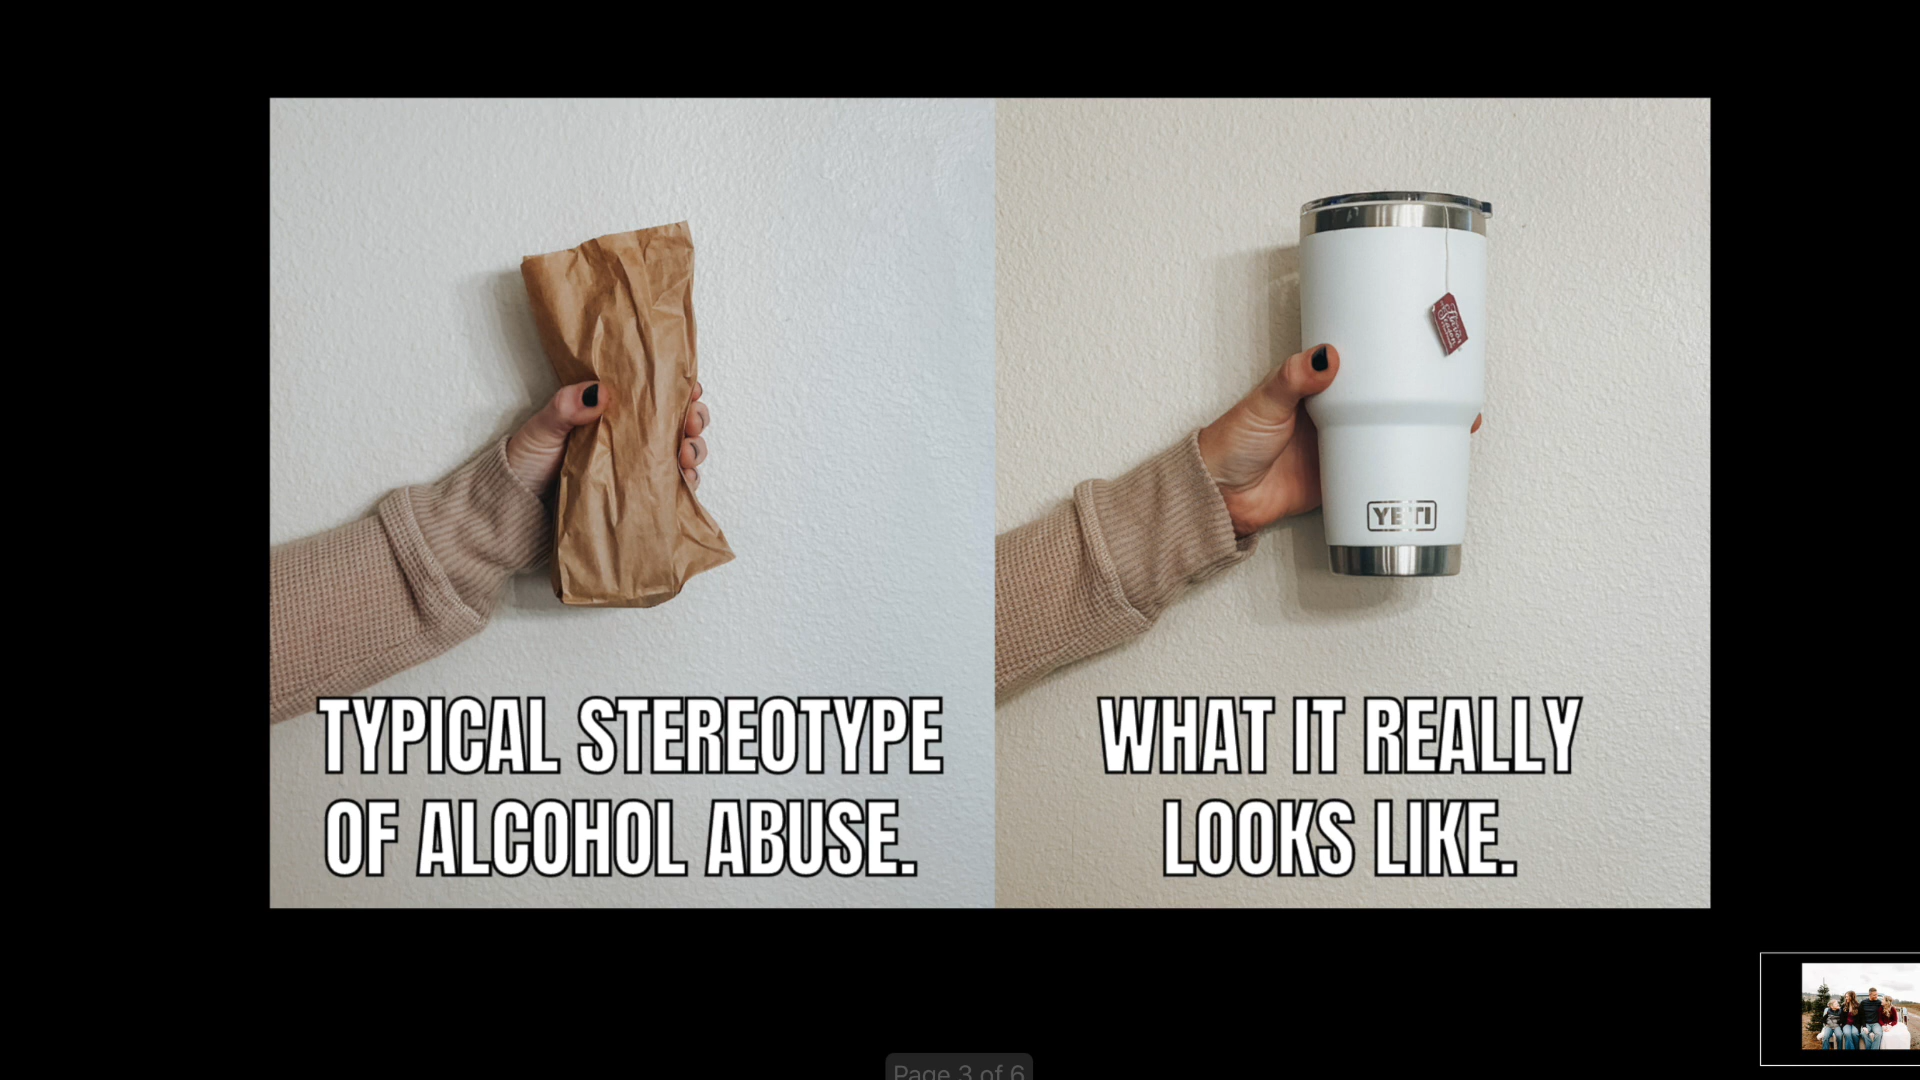 YETI
TYPICAL STEREOTYPE
OF ALCOHOL ABUSE.
WHAT IT REALLY
LOOKS LIKE.
Page 3 of 6